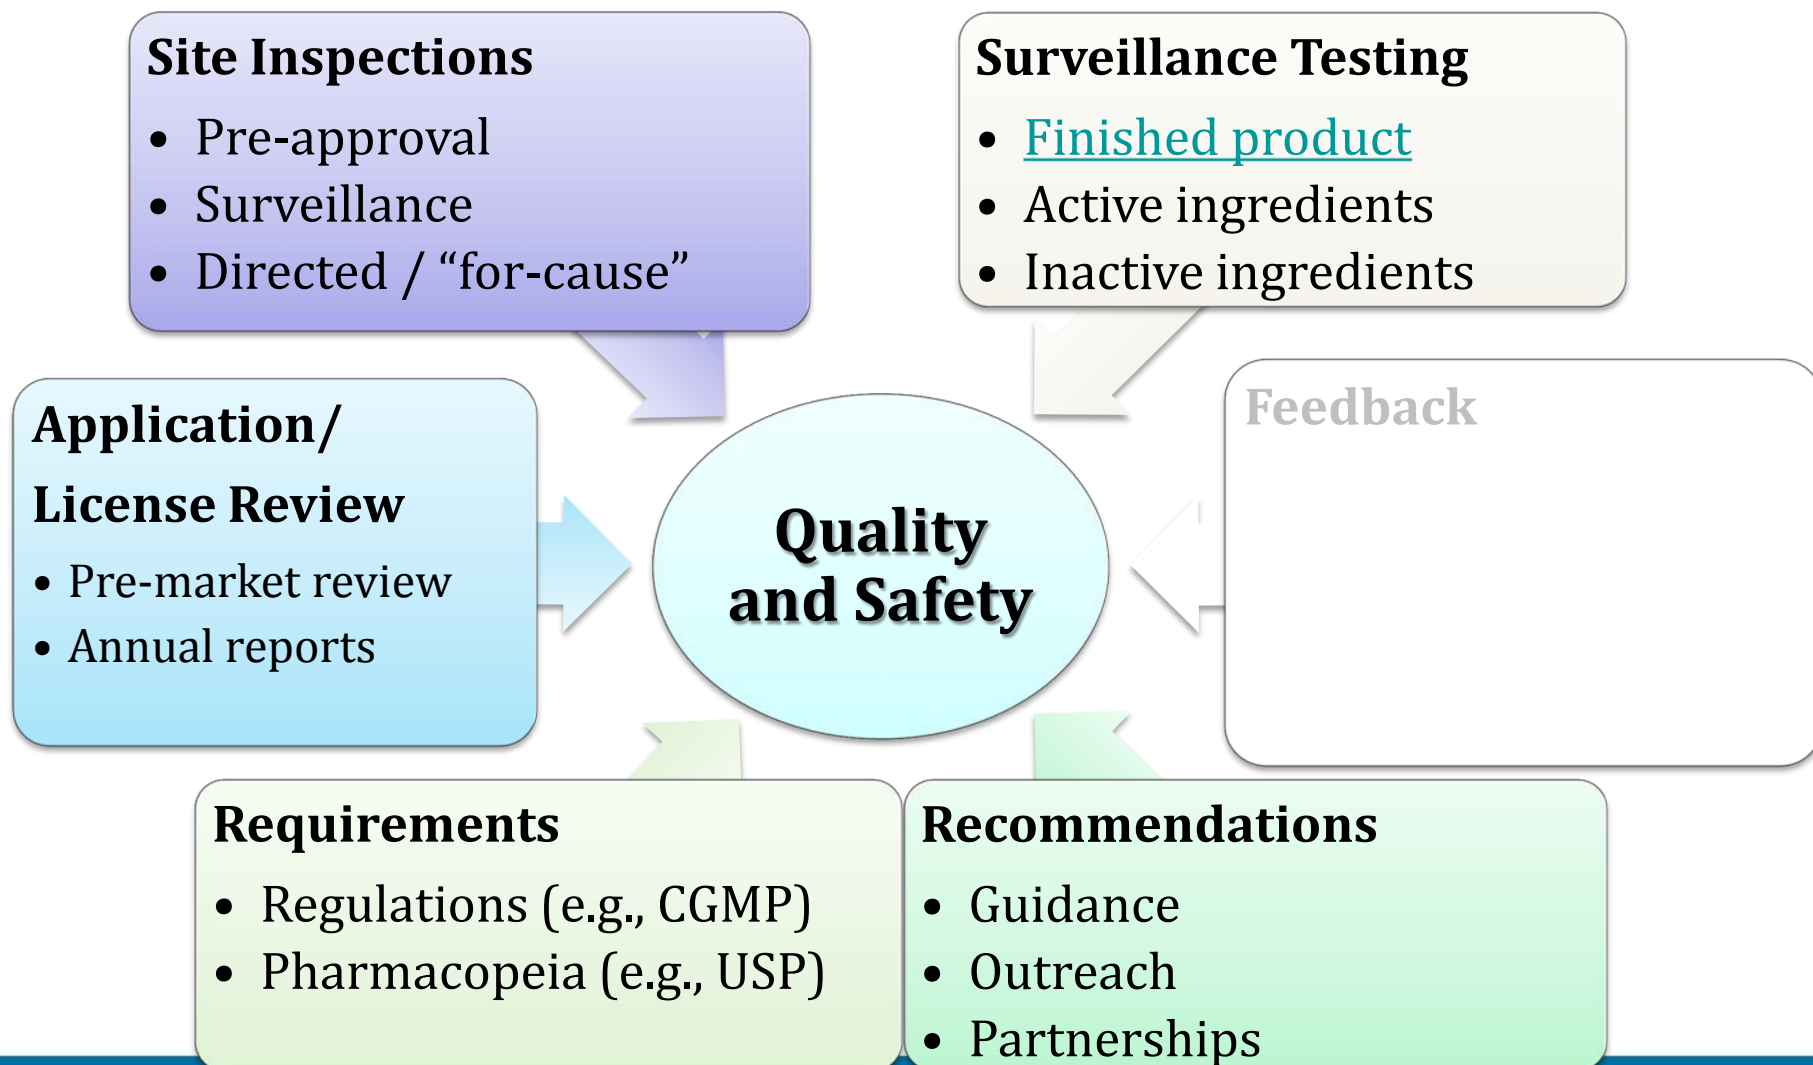 Site Inspections
• Pre-approval
• Surveillance
• Directed / “for-cause”
Surveillance Testing
• Finished product
• Active ingredients
• Inactive ingredients
Application/
License Review
• Pre-market review
• Annual reports
Quality
and Safety
Feedback
Requirements
• Regulations (e.g., CGMP)
• Pharmacopeia (e.g., USP)
Recommendations
• Guidance
• Outreach
• Partnerships